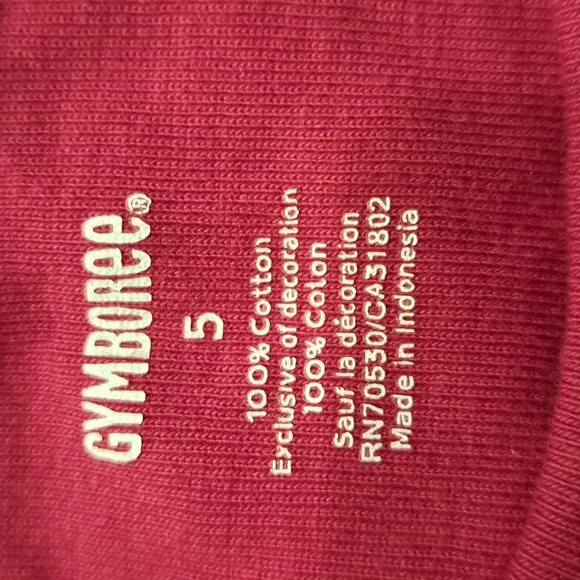 GYMBOREE®
5
100% Cotton
Exclusive of decoration
100% Coton
Sauf la décoration
RN70530/CA31802
Made in Indonesia